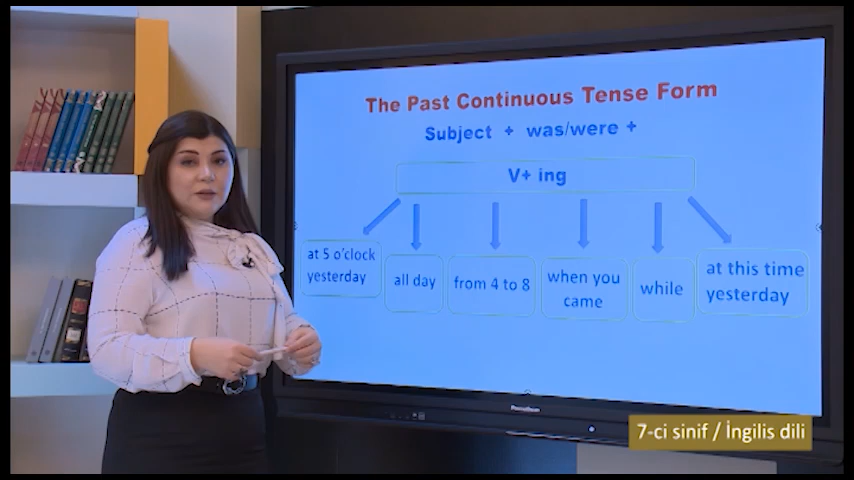 The Past Continuous Tense Form
Subject + was/were +
V+ ing
at 5 o'clock
yesterday
all day
from 4 to 8
when you
came
while
at this time
yesterday
Promethean
7-ci sinif / İngilis dili